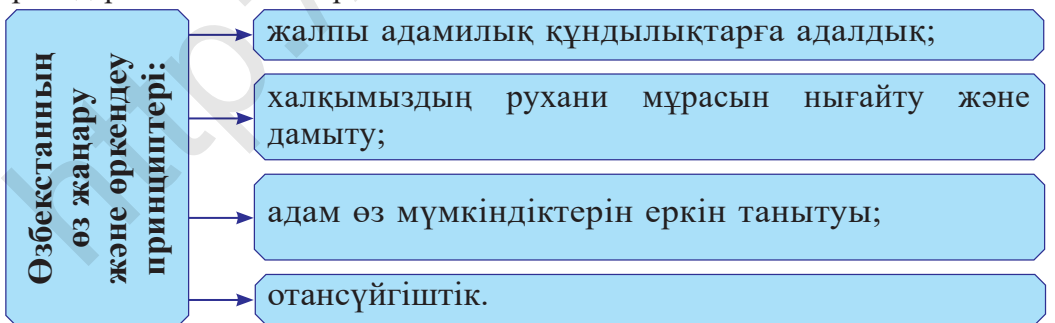 Өзбекстанның
өз жаңару
және өркендеу
принциптері:
жалпы адамилық құндылықтарға адалдық;
халқымыздың рухани мұрасын нығайту және
дамыту;
адам өз мүмкіндіктерін еркін танытуы;
отансүйгіштік.